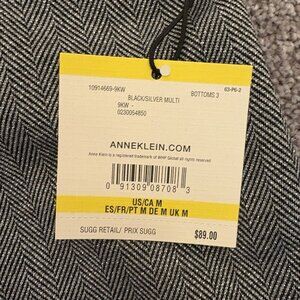 10914669-9KW BOTTOMS 3 63-P6-2
BLACK/SILVER MULTI
9KW -
0230054850
ANNEKLEIN.COM
Anne Klein is a registered trademark of WHP Global all rights reserved
0 91309 08708 3
US/CA M
ES/FR/PT M DE M UK M
SUGG RETAIL/ PRIX SUGG $89.00